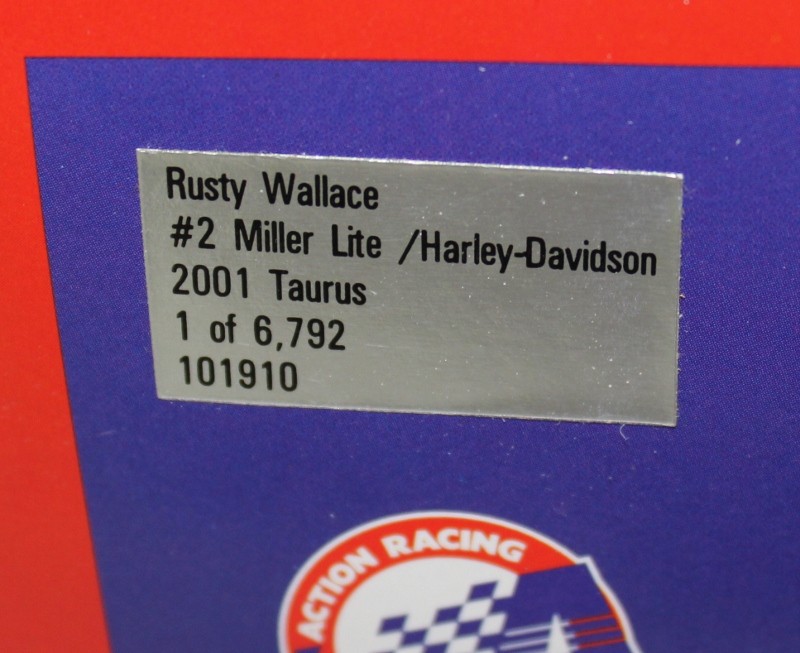 Rusty Wallace
#2 Miller Lite /Harley-Davidson
2001 Taurus
1 of 6,792
101910
ACTION RACING